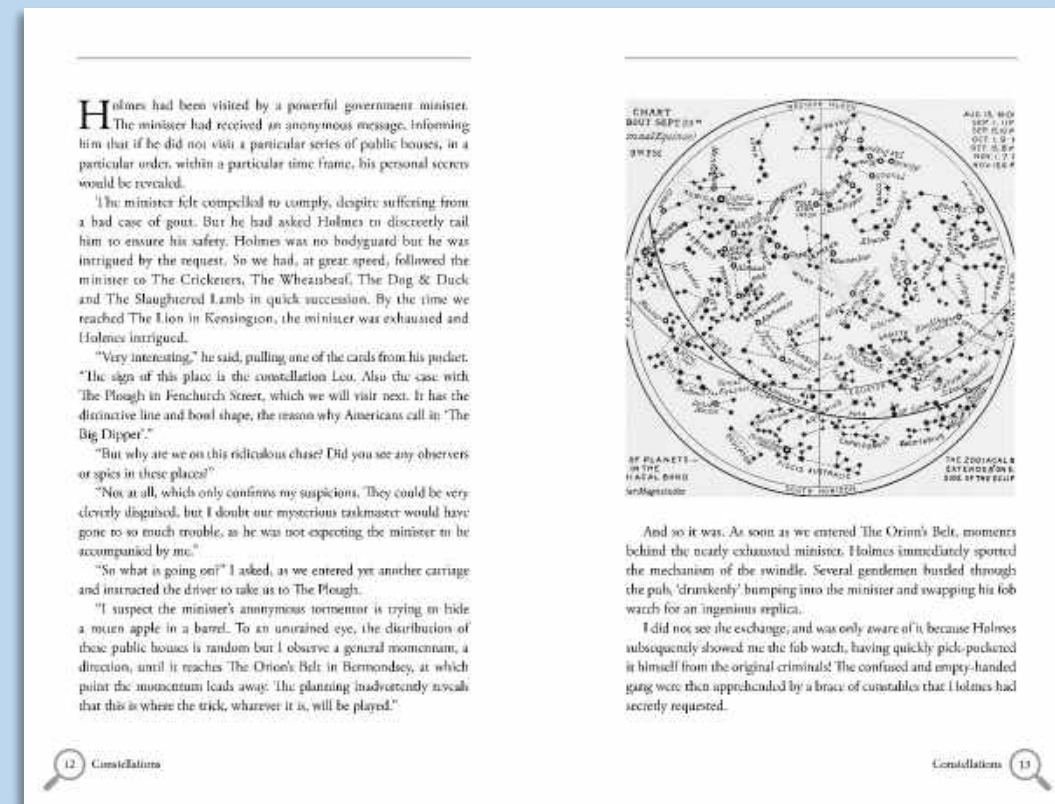 Holmes had been visited by a powerful government minister.
The minister had received an anonymous message, informing
him that if he did not visit a particular series of public houses, in a
particular order, within a particular time frame, his personal secrets
would be revealed.
The minister felt compelled to comply, despite suffering from
a bad case of gout. But he had asked Holmes to discreetly tail
him to ensure his safety. Holmes was no bodyguard but he was
intrigued by the request. So we had, at great speed, followed the
minister to The Cricketers, The Wheatsheaf, The Dog & Duck
and The Slaughtered Lamb in quick succession. By the time we
reached The Lion in Kensington, the minister was exhausted and
Holmes intrigued.
“Very interesting,” he said, pulling one of the cards from his pocket.
“The sign of this place is the constellation Leo. Also the case with
The Plough in Fenchurch Street, which we will visit next. It has the
distinctive line and bowl shape, the reason why Americans call it ‘The
Big Dipper’.”
“But why are we on this ridiculous chase? Did you see any observers
or spies in these places?”
“Not at all, which only confirms my suspicions. They could be very
cleverly disguised, but I doubt our mysterious taskmaster would have
gone to so much trouble, as he was not expecting the minister to be
accompanied by me.”
“So what is going on?” I asked, as we entered yet another carriage
and instructed the driver to take us to The Plough.
“I suspect the minister’s anonymous tormentor is trying to hide
a rotten apple in a barrel. To an untrained eye, the distribution of
these public houses is random but I observe a general momentum, a
direction, until it reaches The Orion’s Belt in Bermondsey, at which
point the momentum leads away. The planning inadvertently reveals
that this is where the trick, whatever it is, will be played.”
12 Constellations
CHART
BOUT SEPT 23
OF PLANETS
IN THE
IACAL BAND
THE ZODIACAL B
SIDE OF THE ECLIP
MILKY WAY
PISCIS AUSTRALIS
SOUTH HORIZON
And so it was. As soon as we entered The Orion’s Belt, moments
behind the nearly exhausted minister, Holmes immediately spotted
the mechanism of the swindle. Several gentlemen bustled through
the pub, ‘drunkenly’ bumping into the minister and swapping his fob
watch for an ingenious replica.
I did not see the exchange, and was only aware of it because Holmes
subsequently showed me the fob watch, having quickly pick-pocketed
it himself from the original criminals! The confused and empty-handed
gang were then apprehended by a brace of constables that Holmes had
secretly requested.
Constellations 13